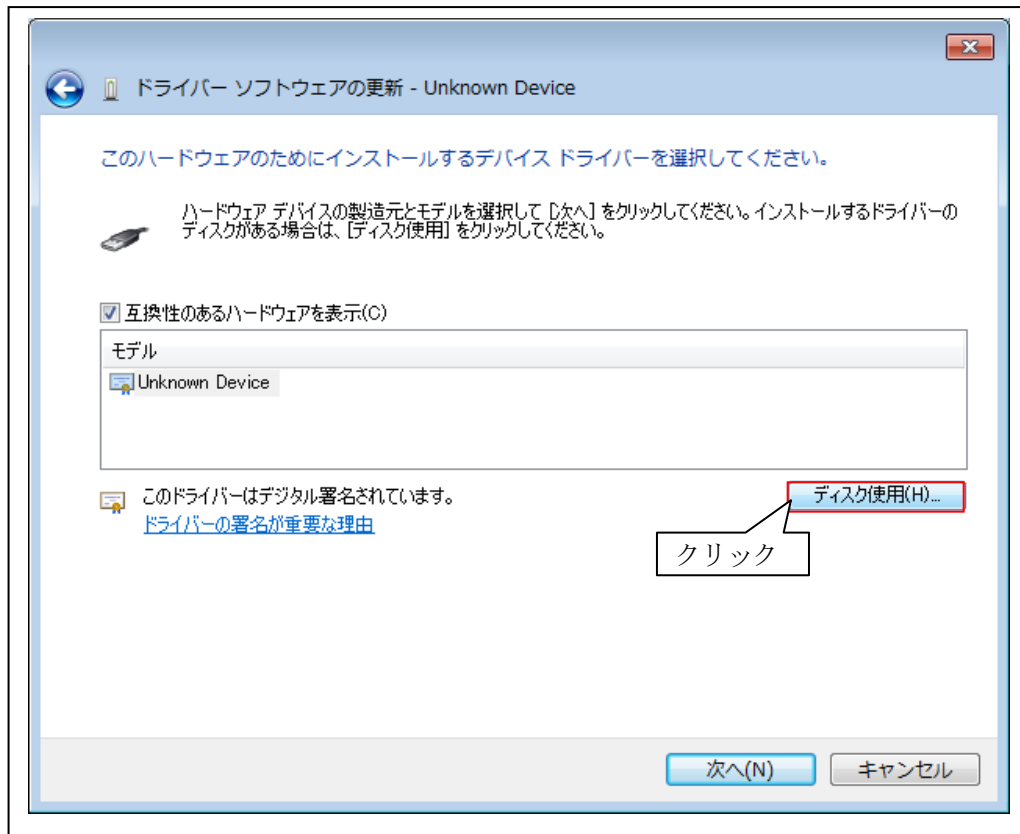 ドライバー ソフトウェアの更新 - Unknown Device
このハードウェアのためにインストールするデバイス ドライバーを選択してください。
ハードウェア デバイスの製造元とモデルを選択して [次へ] をクリックしてください。インストールするドライバーの
ディスクがある場合は、[ディスク使用] をクリックしてください。
互換性のあるハードウェアを表示(C)
モデル
Unknown Device
このドライバーはデジタル署名されています。
ディスク使用(H)...
ドライバーの署名が重要な理由
クリック
次へ(N)
キャンセル